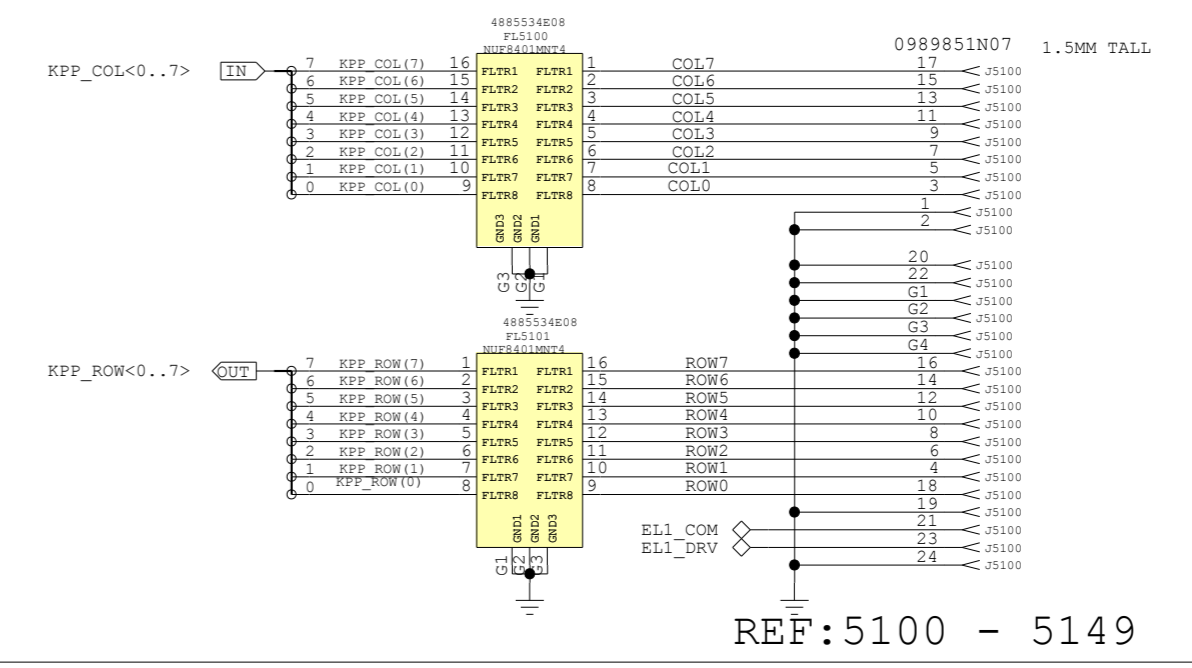 4885534E08
FL5100
NUF8401MNT4
0989851N07 1.5MM TALL
KPP_COL<0..7> IN
7 KPP_COL(7) 16 FLTR1 FLTR1 1 COL7 17 J5100
6 KPP_COL(6) 15 FLTR2 FLTR2 2 COL6 15 J5100
5 KPP_COL(5) 14 FLTR3 FLTR3 3 COL5 13 J5100
4 KPP_COL(4) 13 FLTR4 FLTR4 4 COL4 11 J5100
3 KPP_COL(3) 12 FLTR5 FLTR5 5 COL3 9 J5100
2 KPP_COL(2) 11 FLTR6 FLTR6 6 COL2 7 J5100
1 KPP_COL(1) 10 FLTR7 FLTR7 7 COL1 5 J5100
0 KPP_COL(0) 9 FLTR8 FLTR8 8 COL0 3 J5100
1 J5100
2 J5100
GND3 GND2 GND1
G3 G2 G1
20 J5100
22 J5100
G1 J5100
G2 J5100
G3 J5100
G4 J5100
4885534E08
FL5101
NUF8401MNT4
KPP_ROW<0..7> OUT
7 KPP_ROW(7) 1 FLTR1 FLTR1 16 ROW7 16 J5100
6 KPP_ROW(6) 2 FLTR2 FLTR2 15 ROW6 14 J5100
5 KPP_ROW(5) 3 FLTR3 FLTR3 14 ROW5 12 J5100
4 KPP_ROW(4) 4 FLTR4 FLTR4 13 ROW4 10 J5100
3 KPP_ROW(3) 5 FLTR5 FLTR5 12 ROW3 8 J5100
2 KPP_ROW(2) 6 FLTR6 FLTR6 11 ROW2 6 J5100
1 KPP_ROW(1) 7 FLTR7 FLTR7 10 ROW1 4 J5100
0 KPP_ROW(0) 8 FLTR8 FLTR8 9 ROW0 18 J5100
19 J5100
EL1_COM 21 J5100
EL1_DRV 23 J5100
24 J5100
GND1 GND2 GND3
G1 G2 G3
REF:5100 - 5149